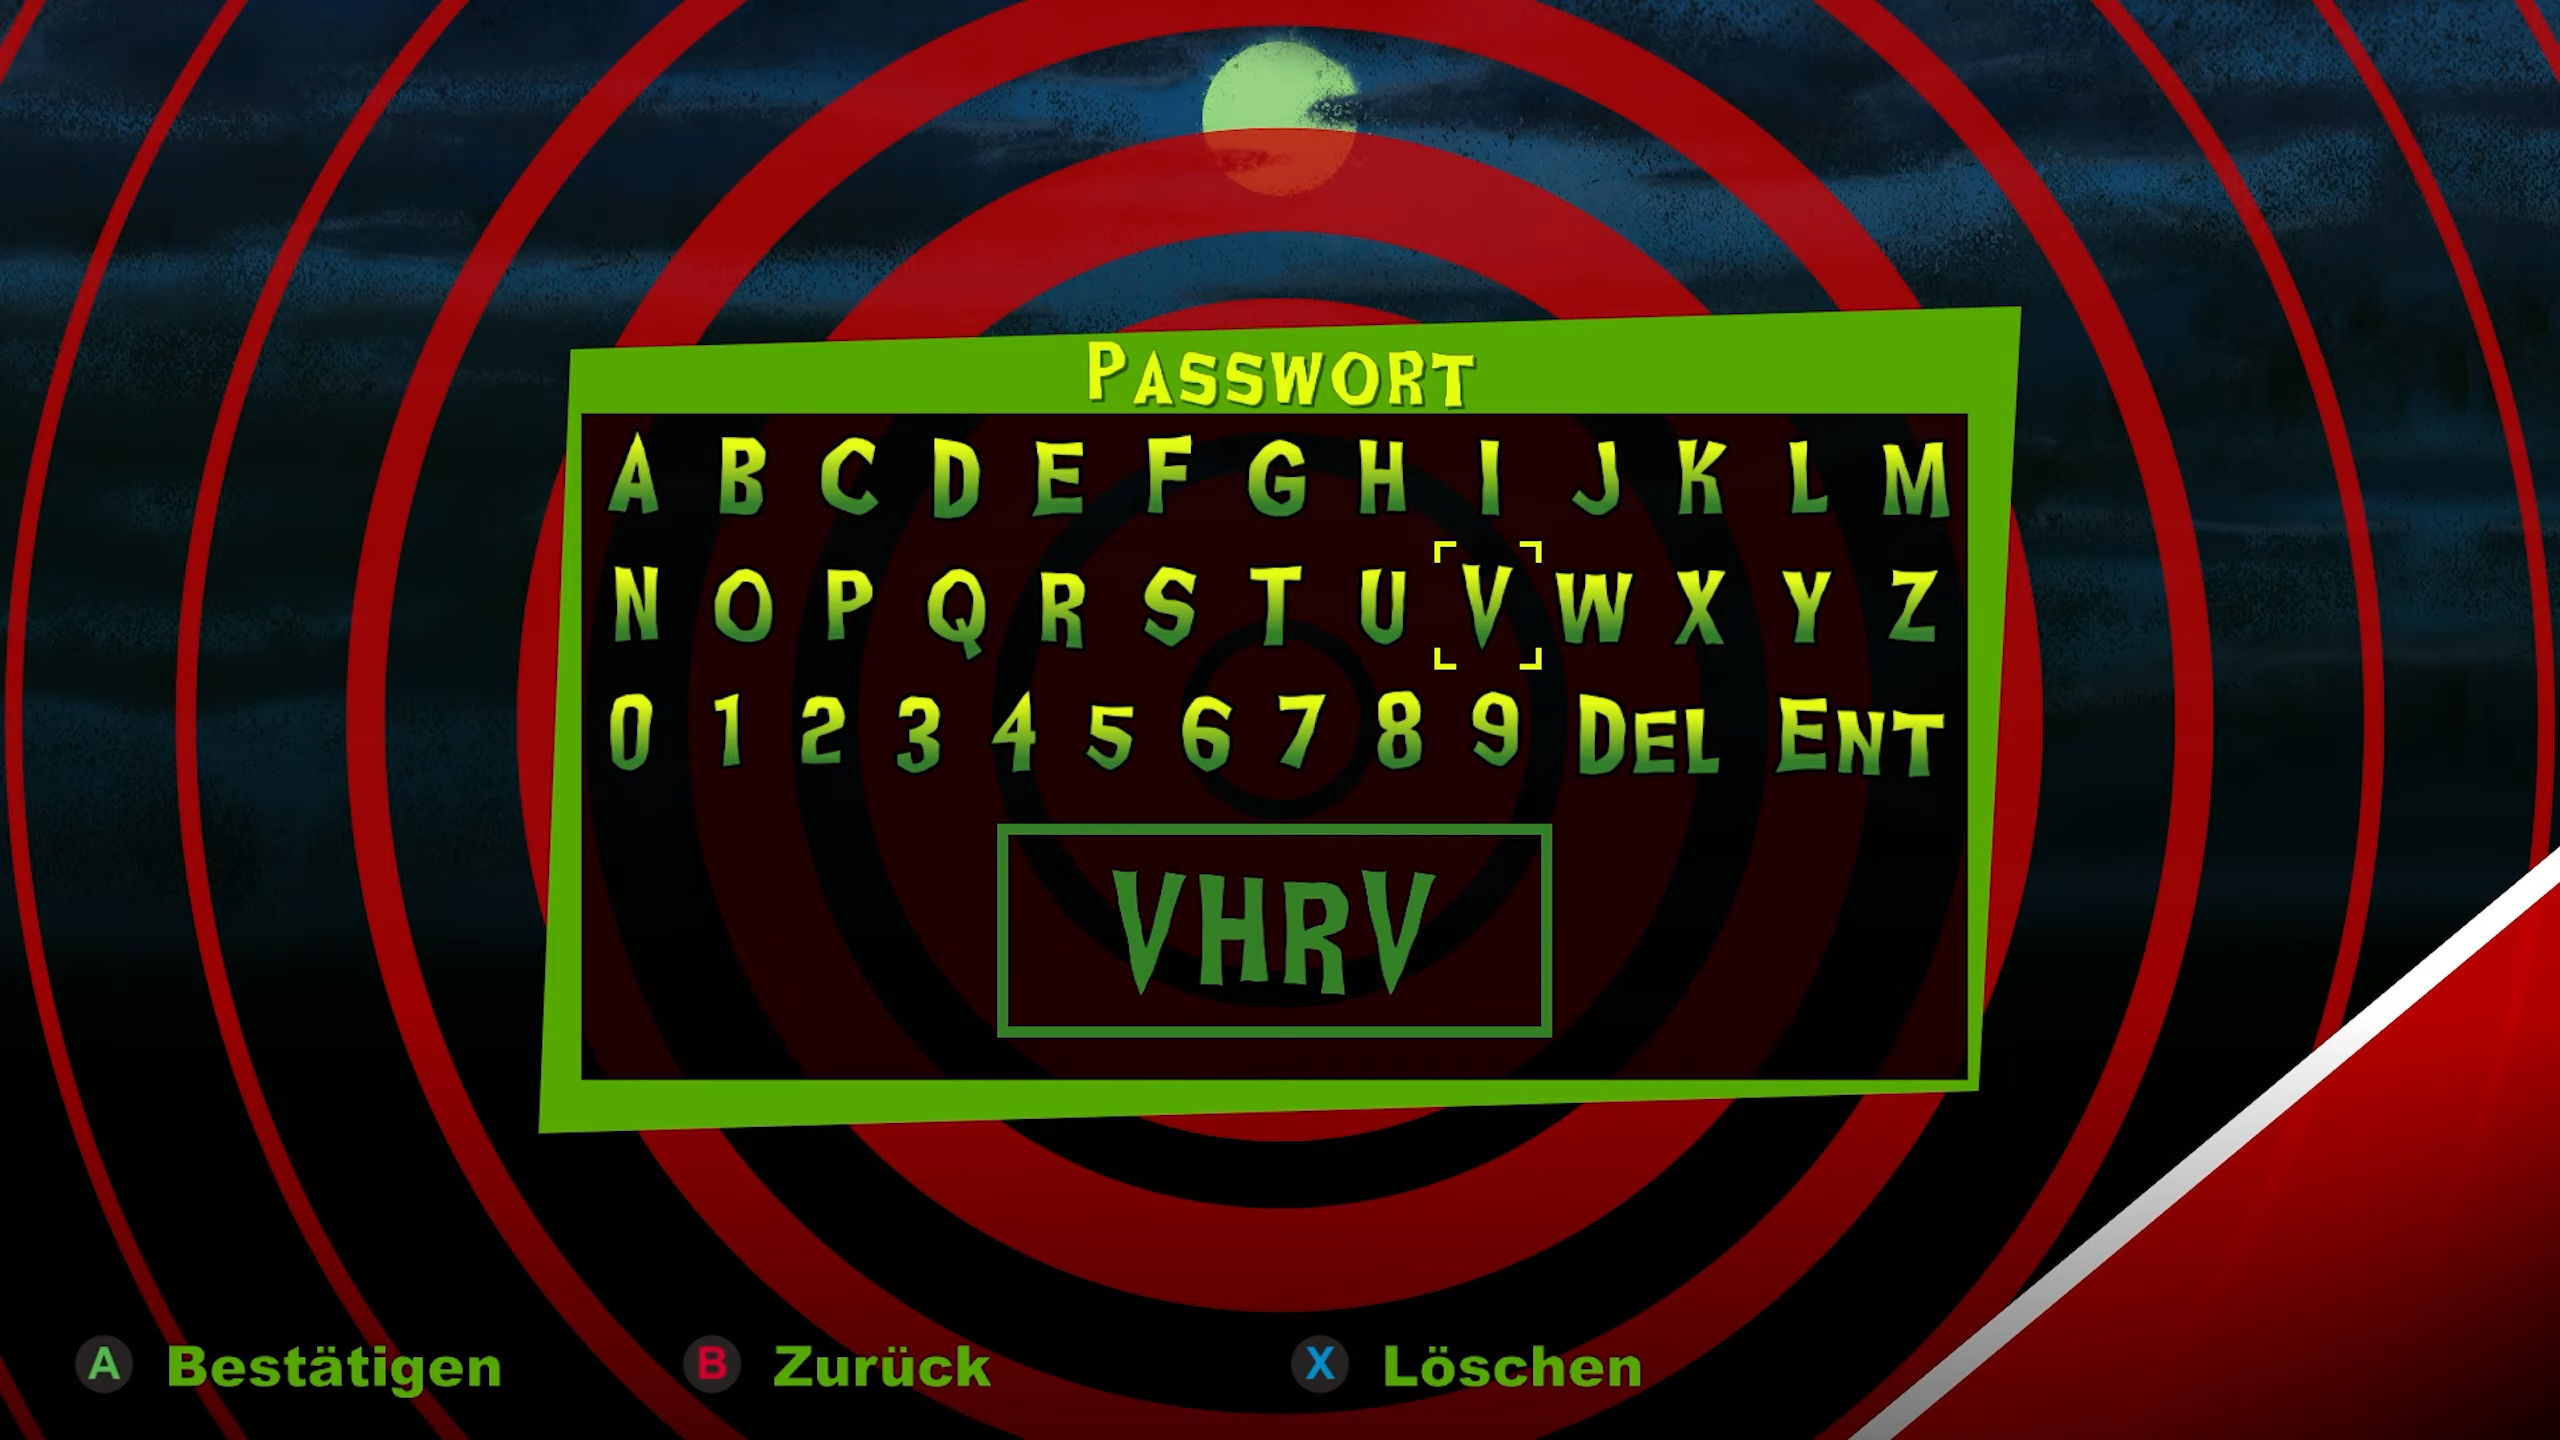 PASSWORT
A B C D E F G H I J K L M
N O P Q R S T U V W X Y Z
0 1 2 3 4 5 6 7 8 9 DEL ENT
VHRV
A Bestätigen B Zurück X Löschen